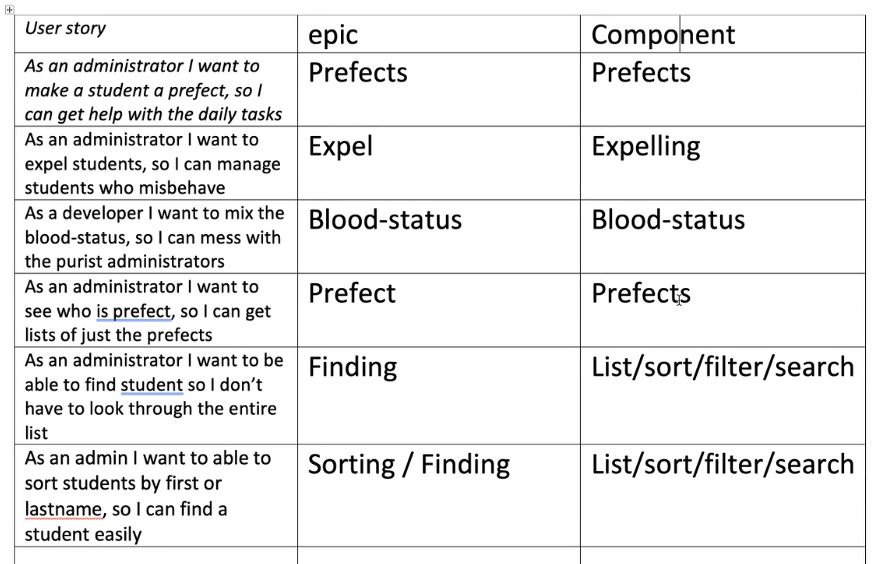 User story
epic
Component
As an administrator I want to
make a student a prefect, so I
can get help with the daily tasks
Prefects
Prefects
As an administrator I want to
expel students, so I can manage
students who misbehave
Expel
Expelling
As a developer I want to mix the
blood-status, so I can mess with
the purist administrators
Blood-status
Blood-status
As an administrator I want to
see who is prefect, so I can get
lists of just the prefects
Prefect
Prefects
As an administrator I want to be
able to find student so I don’t
have to look through the entire
list
Finding
List/sort/filter/search
As an admin I want to able to
sort students by first or
lastname, so I can find a
student easily
Sorting / Finding
List/sort/filter/search